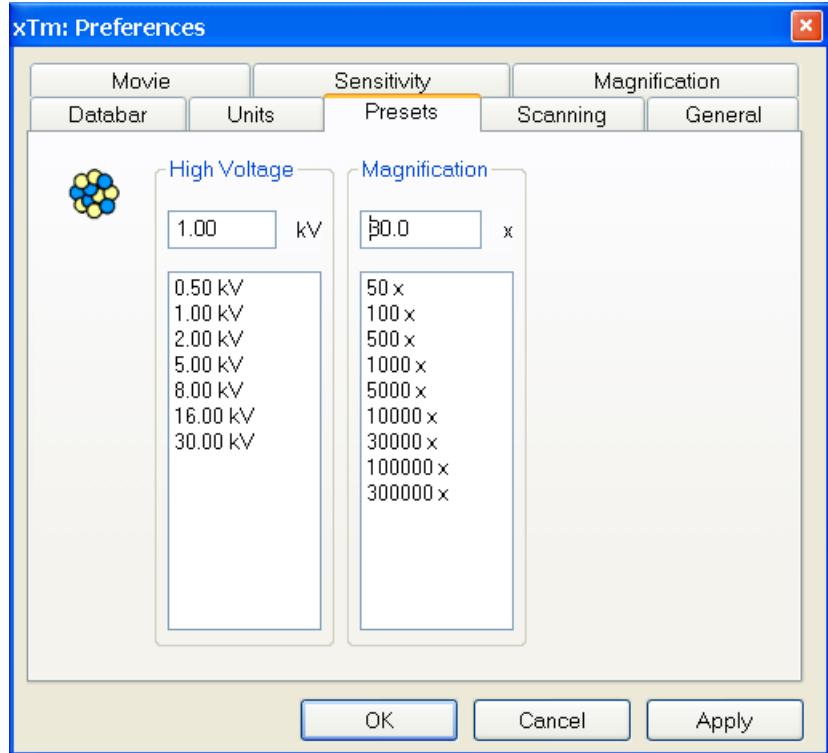 xTm: Preferences
Movie Sensitivity Magnification
Databar Units Presets Scanning General
High Voltage Magnification
1.00 kV 30.0 x
0.50 kV
1.00 kV
2.00 kV
5.00 kV
8.00 kV
16.00 kV
30.00 kV
50 x
100 x
500 x
1000 x
5000 x
10000 x
30000 x
100000 x
300000 x
OK Cancel Apply